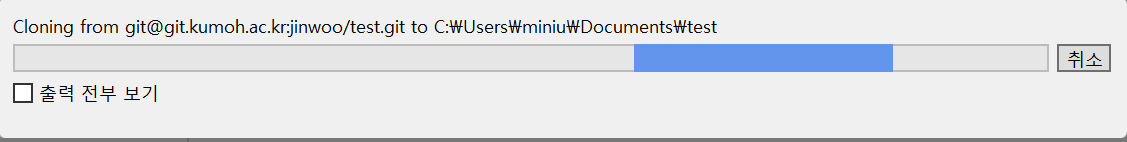 Cloning from git@git.kumoh.ac.kr:jinwoo/test.git to C:₩Users₩miniu₩Documents₩test
취소
출력 전부 보기